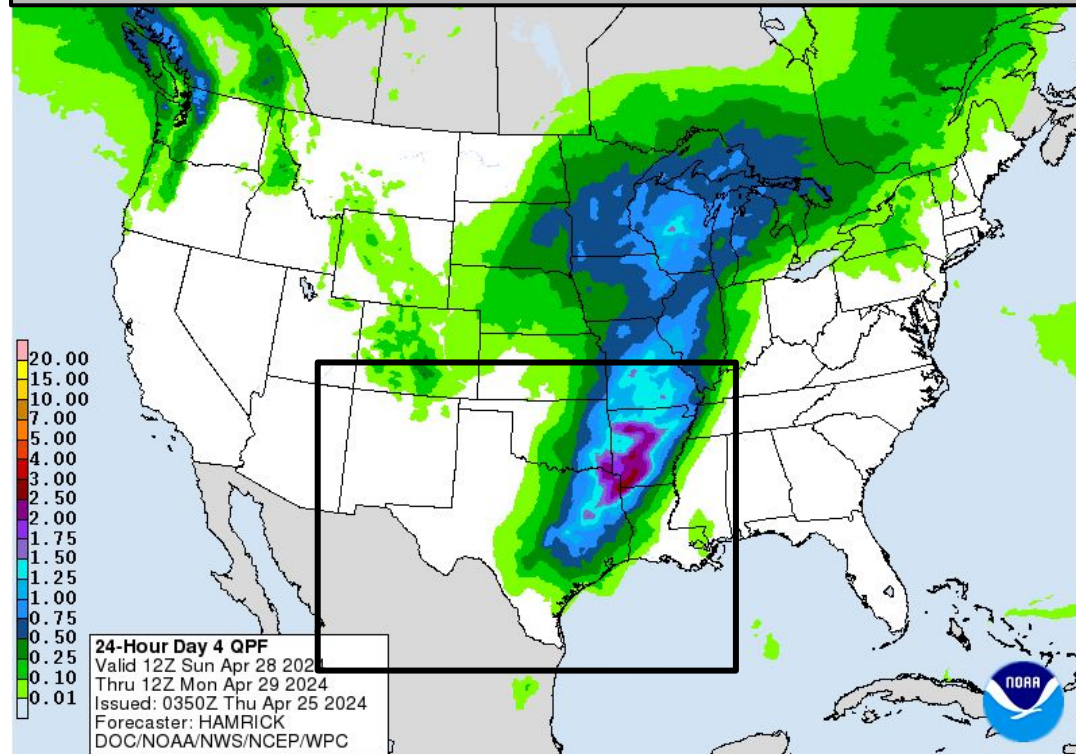 20.00
15.00
10.00
7.00
5.00
4.00
3.00
2.50
2.00
1.75
1.50
1.25
1.00
0.75
0.50
0.25
0.10
0.01
24-Hour Day 4 QPF
Valid 12Z Sun Apr 28 2024
Thru 12Z Mon Apr 29 2024
Issued: 0350Z Thu Apr 25 2024
Forecaster: HAMRICK
DOC/NOAA/NWS/NCEP/WPC
NOAA